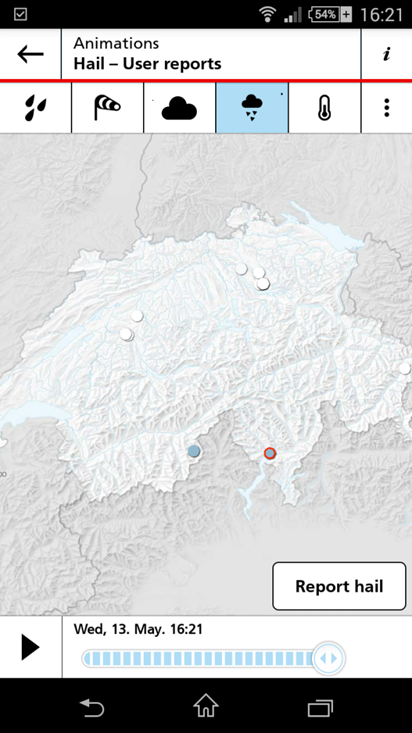 54%
16:21
Animations
Hail – User reports
i
Report hail
Wed, 13. May. 16:21